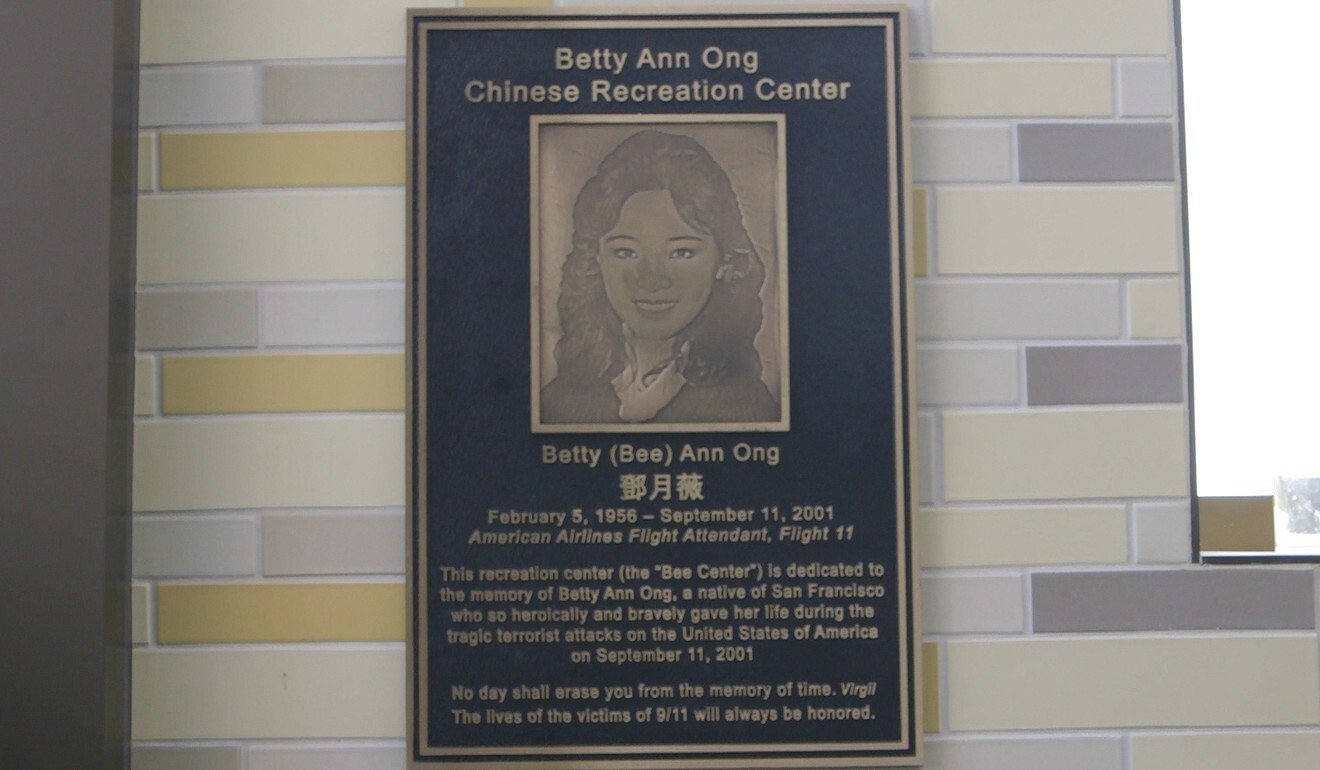 Betty Ann Ong
Chinese Recreation Center
Betty (Bee) Ann Ong
鄧月薇
February 5, 1956 – September 11, 2001
American Airlines Flight Attendant, Flight 11
This recreation center (the "Bee Center") is dedicated to
the memory of Betty Ann Ong, a native of San Francisco
who so heroically and bravely gave her life during the
tragic terrorist attacks on the United States of America
on September 11, 2001
No day shall erase you from the memory of time. Virgil
The lives of the victims of 9/11 will always be honored.